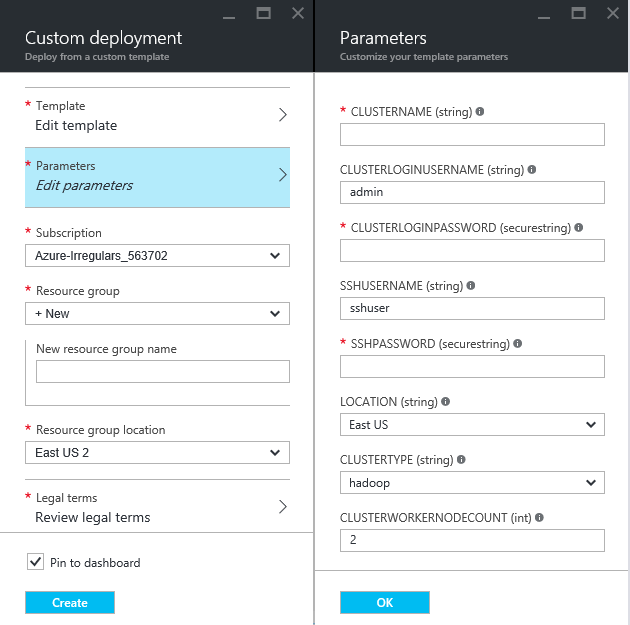 Custom deployment
Deploy from a custom template
* Template
Edit template
* Parameters
Edit parameters
* Subscription
Azure-Irregulars_563702
* Resource group
+ New
New resource group name
* Resource group location
East US 2
* Legal terms
Review legal terms
Pin to dashboard
Create
Parameters
Customize your template parameters
* CLUSTERNAME (string)
CLUSTERLOGINUSERNAME (string)
admin
* CLUSTERLOGINPASSWORD (securestring)
SSHUSERNAME (string)
sshuser
* SSHPASSWORD (securestring)
LOCATION (string)
East US
CLUSTERTYPE (string)
hadoop
CLUSTERWORKERNODECOUNT (int)
2
OK